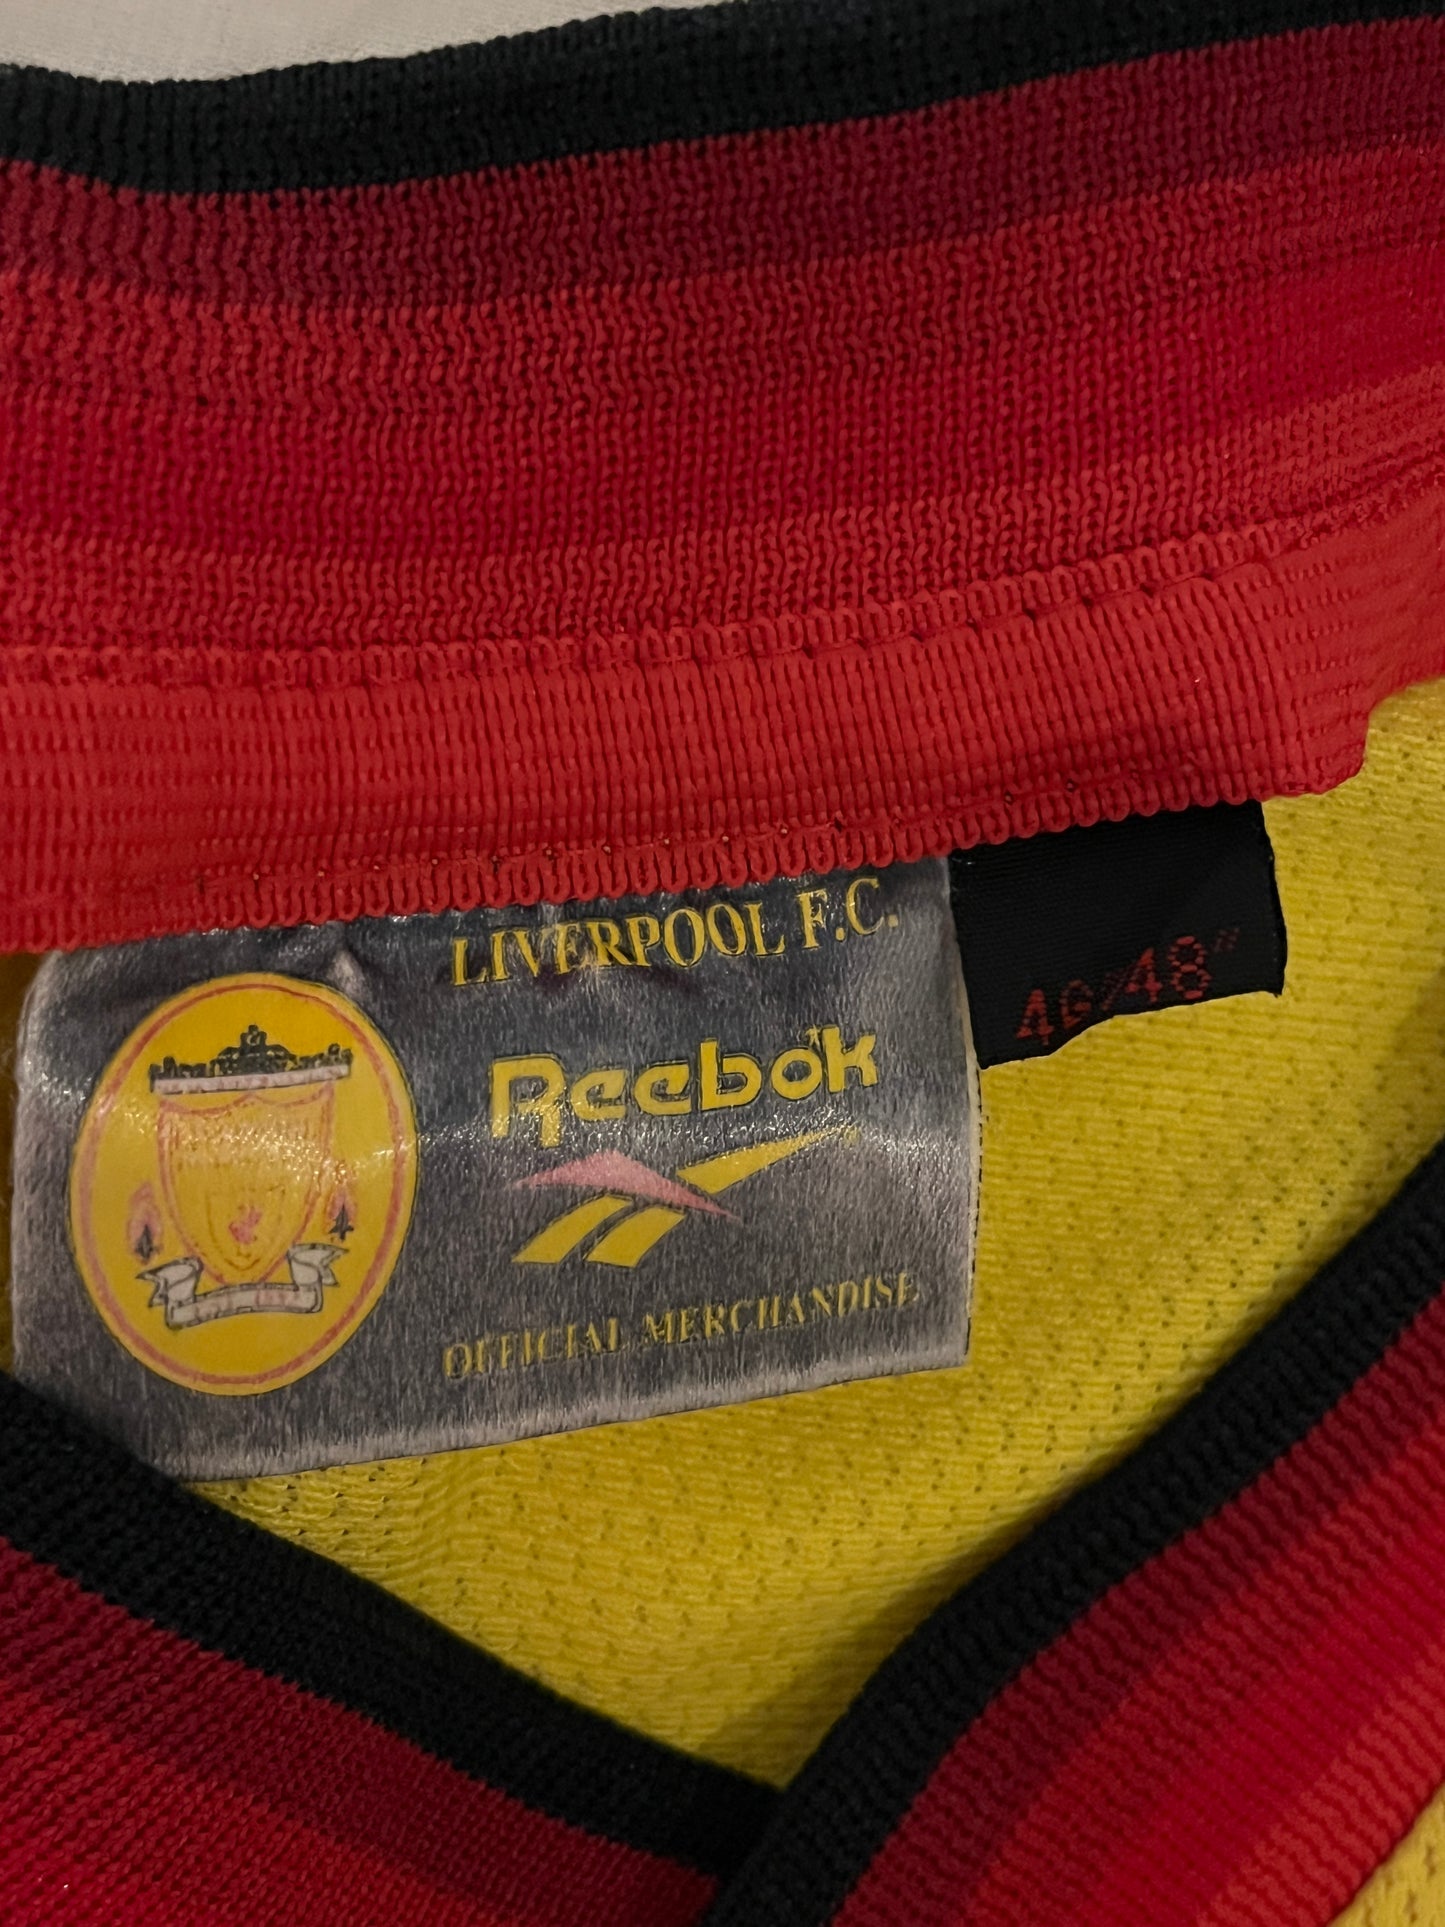 LIVERPOOL F.C.
46/48"
Reebok
OFFICIAL MERCHANDISE